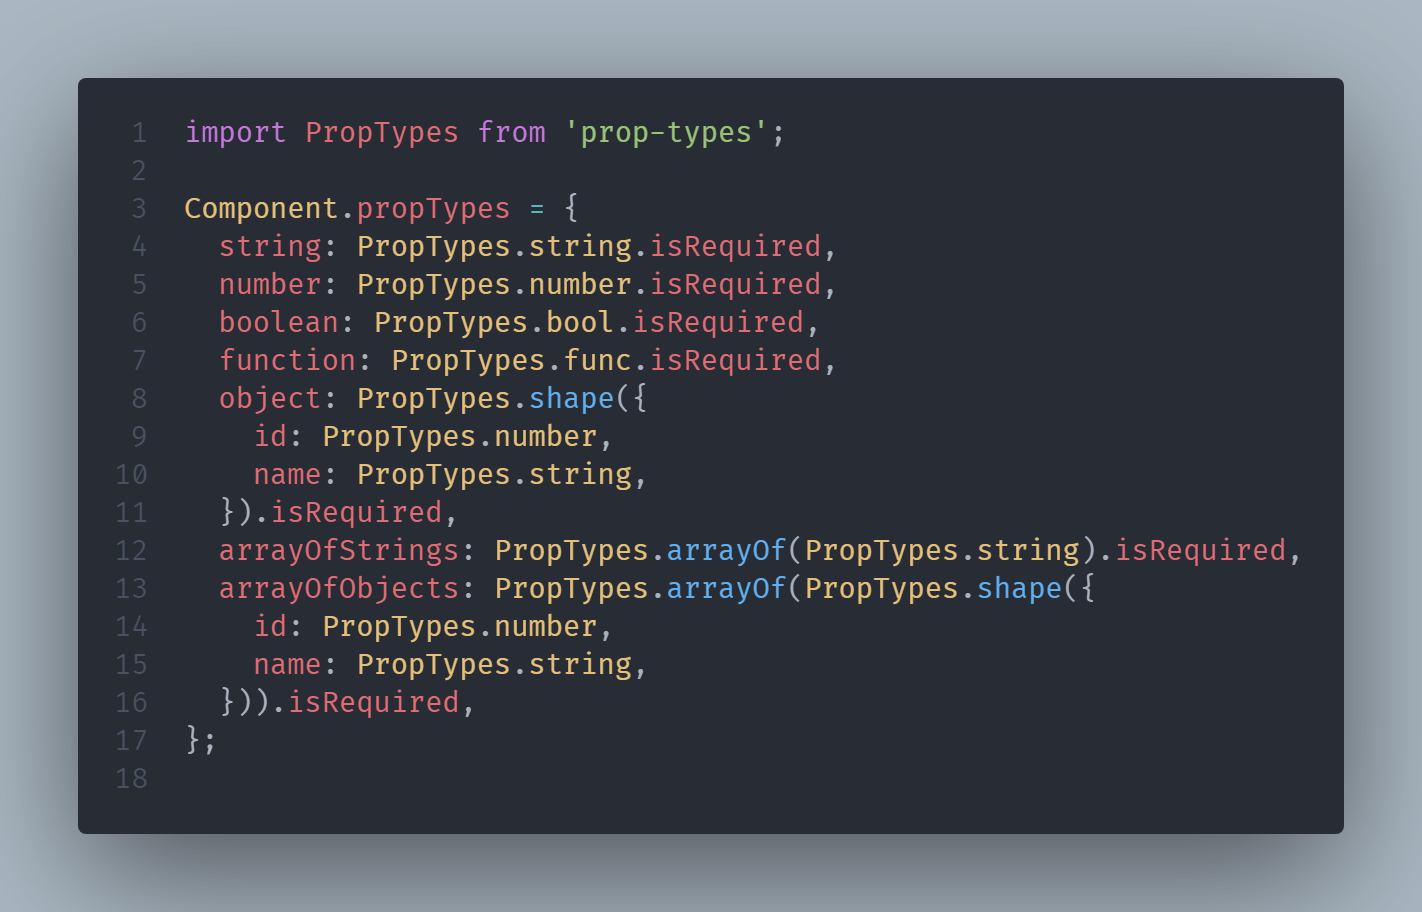 1 import PropTypes from 'prop-types';
2
3 Component.propTypes = {
4   string: PropTypes.string.isRequired,
5   number: PropTypes.number.isRequired,
6   boolean: PropTypes.bool.isRequired,
7   function: PropTypes.func.isRequired,
8   object: PropTypes.shape({
9     id: PropTypes.number,
10     name: PropTypes.string,
11   }).isRequired,
12   arrayOfStrings: PropTypes.arrayOf(PropTypes.string).isRequired,
13   arrayOfObjects: PropTypes.arrayOf(PropTypes.shape({
14     id: PropTypes.number,
15     name: PropTypes.string,
16   })).isRequired,
17 };
18